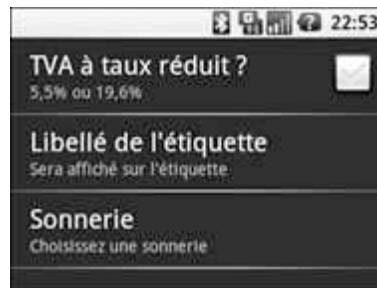 22:53
TVA à taux réduit ?
5,5% ou 19,6%
Libellé de l'étiquette
Sera affiché sur l'étiquette
Sonnerie
Choisissez une sonnerie